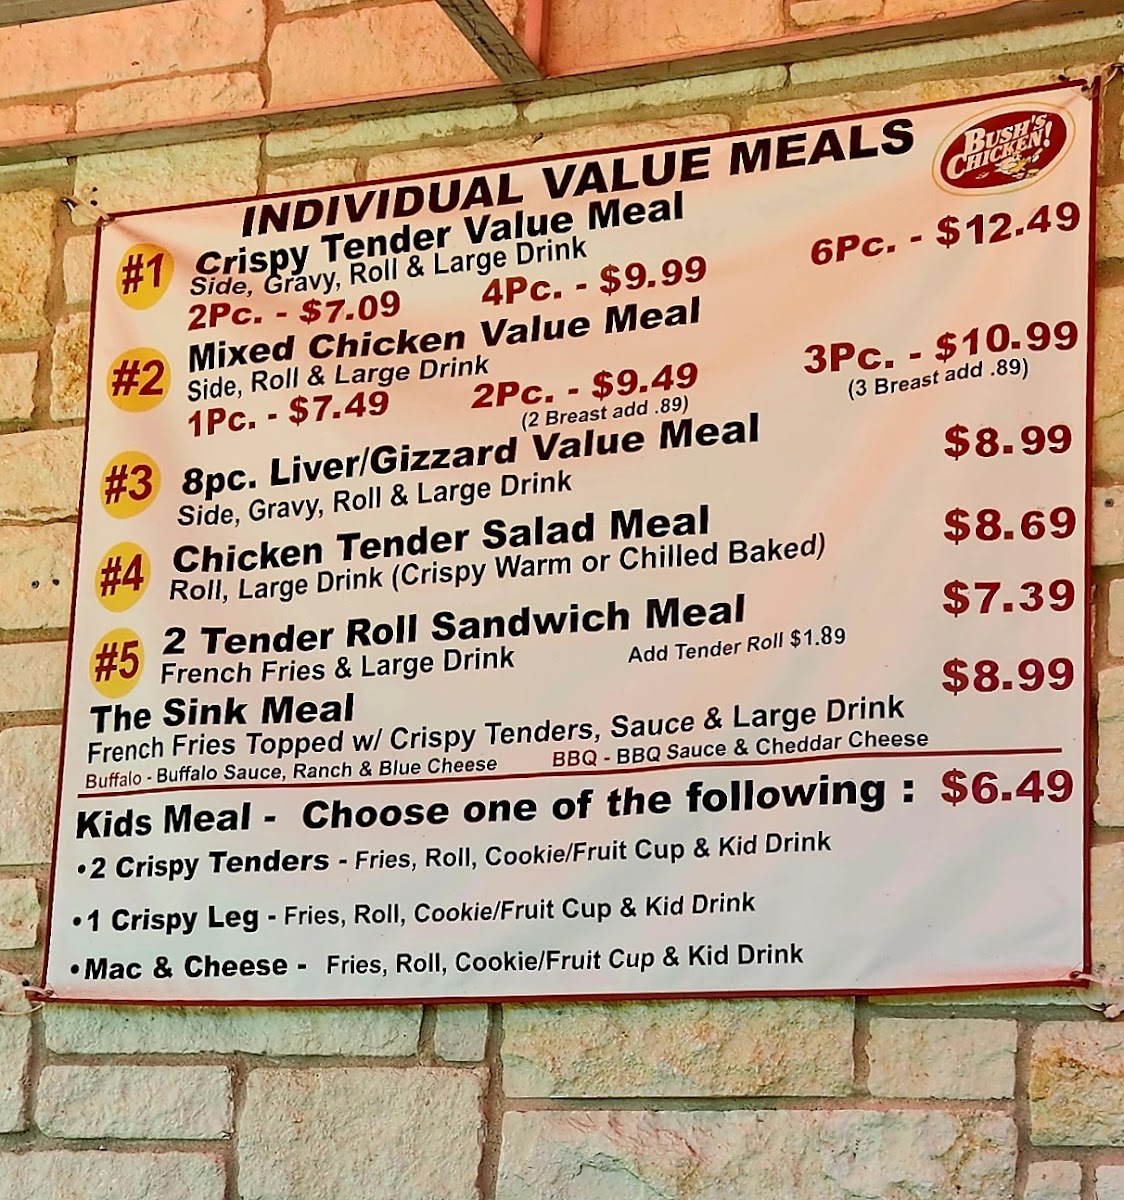 INDIVIDUAL VALUE MEALS
BUSH'S CHICKEN!
#1 Crispy Tender Value Meal
Side, Gravy, Roll & Large Drink
2Pc. - $7.09 4Pc. - $9.99 6Pc. - $12.49
#2 Mixed Chicken Value Meal
Side, Roll & Large Drink
1Pc. - $7.49 2Pc. - $9.49 3Pc. - $10.99
(2 Breast add .89) (3 Breast add .89)
#3 8pc. Liver/Gizzard Value Meal $8.99
Side, Gravy, Roll & Large Drink
#4 Chicken Tender Salad Meal $8.69
Roll, Large Drink (Crispy Warm or Chilled Baked)
#5 2 Tender Roll Sandwich Meal $7.39
French Fries & Large Drink Add Tender Roll $1.89
The Sink Meal $8.99
French Fries Topped w/ Crispy Tenders, Sauce & Large Drink
Buffalo - Buffalo Sauce, Ranch & Blue Cheese BBQ - BBQ Sauce & Cheddar Cheese
Kids Meal - Choose one of the following : $6.49
•2 Crispy Tenders - Fries, Roll, Cookie/Fruit Cup & Kid Drink
•1 Crispy Leg - Fries, Roll, Cookie/Fruit Cup & Kid Drink
•Mac & Cheese - Fries, Roll, Cookie/Fruit Cup & Kid Drink